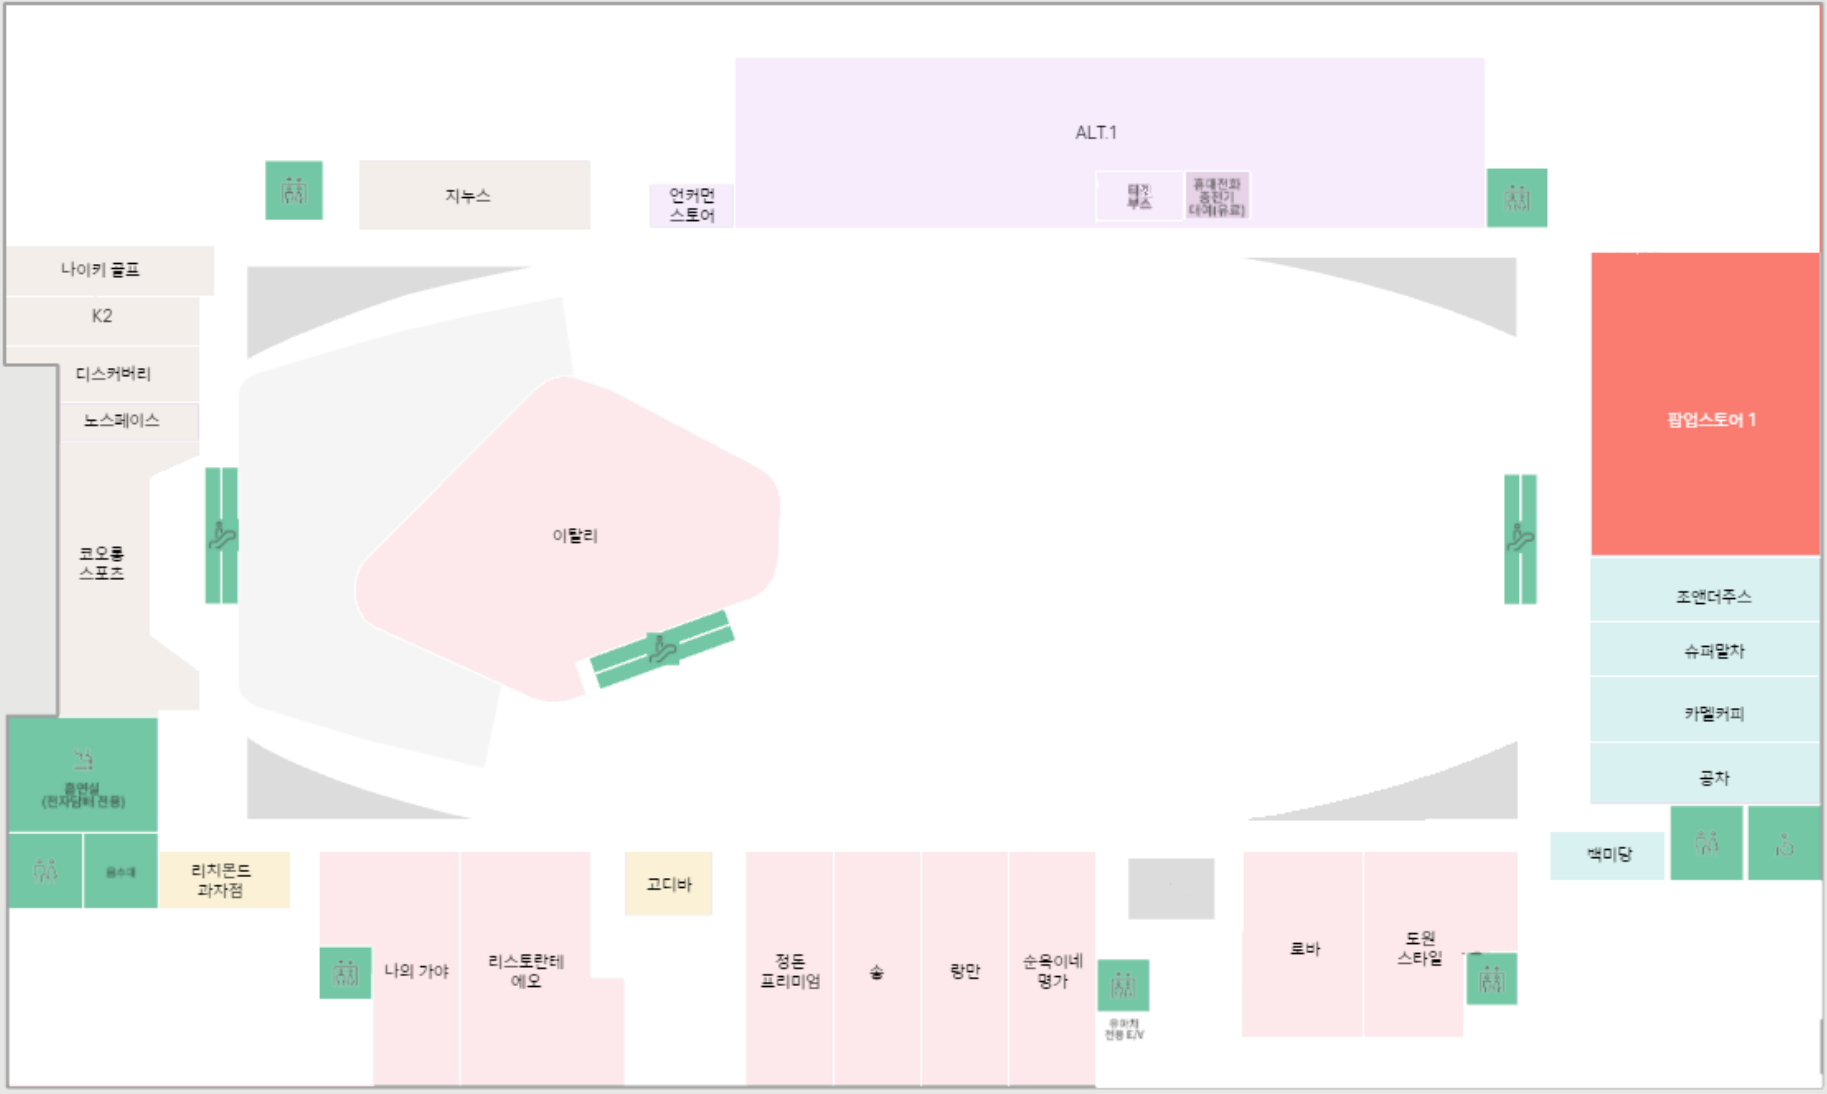 ALT.1
지누스
언커먼
스토어
티켓
부스
휴대전화
충전기
대여(유료)
나이키 골프
K2
디스커버리
노스페이스
코오롱
스포츠
이탈리
팝업스토어 1
조앤더주스
슈퍼말차
카멜커피
공차
백미당
흡연실
(전자담배 전용)
음수대
리치몬드
과자점
고디바
나의 가야
리스토란테
에오
정돈
프리미엄
송
랑만
순옥이네
명가
유아차
전용 E/V
로바
도원
스타일